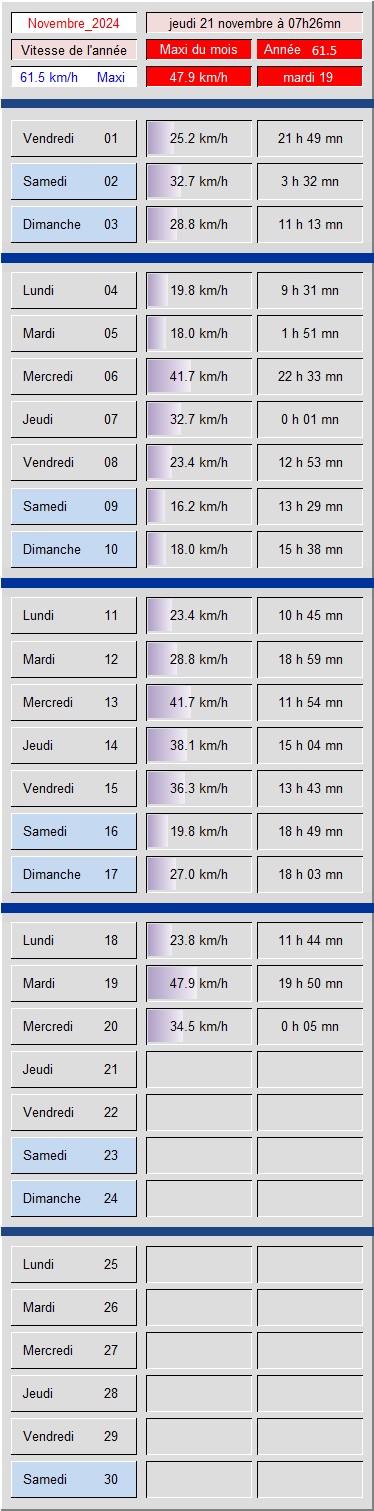 Novembre_2024 jeudi 21 novembre à 07h26mn
Vitesse de l'année Maxi du mois Année 61.5
61.5 km/h Maxi 47.9 km/h mardi 19
Vendredi 01 25.2 km/h 21 h 49 mn
Samedi 02 32.7 km/h 3 h 32 mn
Dimanche 03 28.8 km/h 11 h 13 mn
Lundi 04 19.8 km/h 9 h 31 mn
Mardi 05 18.0 km/h 1 h 51 mn
Mercredi 06 41.7 km/h 22 h 33 mn
Jeudi 07 32.7 km/h 0 h 01 mn
Vendredi 08 23.4 km/h 12 h 53 mn
Samedi 09 16.2 km/h 13 h 29 mn
Dimanche 10 18.0 km/h 15 h 38 mn
Lundi 11 23.4 km/h 10 h 45 mn
Mardi 12 28.8 km/h 18 h 59 mn
Mercredi 13 41.7 km/h 11 h 54 mn
Jeudi 14 38.1 km/h 15 h 04 mn
Vendredi 15 36.3 km/h 13 h 43 mn
Samedi 16 19.8 km/h 18 h 49 mn
Dimanche 17 27.0 km/h 18 h 03 mn
Lundi 18 23.8 km/h 11 h 44 mn
Mardi 19 47.9 km/h 19 h 50 mn
Mercredi 20 34.5 km/h 0 h 05 mn
Jeudi 21
Vendredi 22
Samedi 23
Dimanche 24
Lundi 25
Mardi 26
Mercredi 27
Jeudi 28
Vendredi 29
Samedi 30